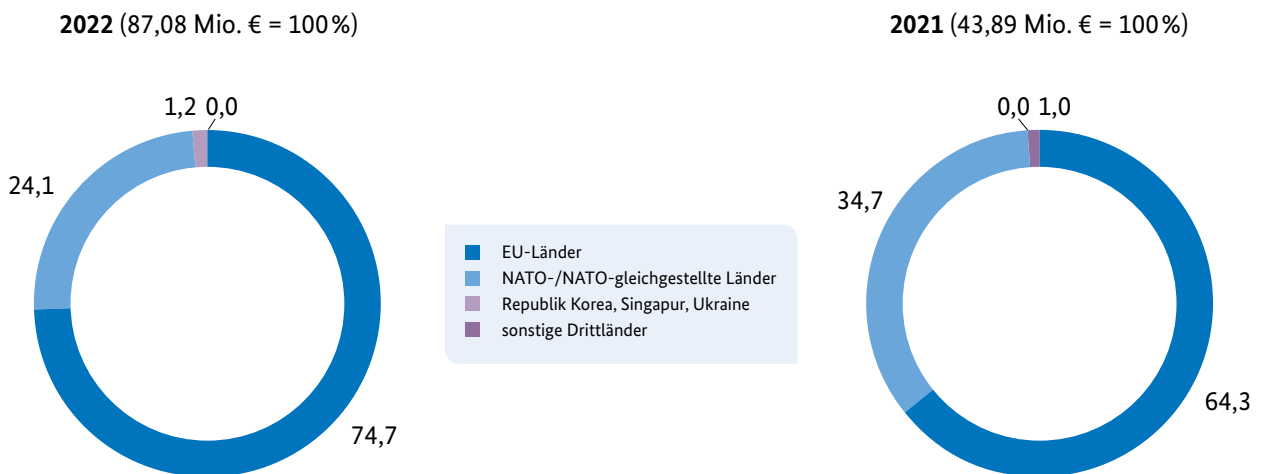 2022 (87,08 Mio. € = 100 %)
1,2 0,0
24,1
74,7
EU-Länder
NATO-/NATO-gleichgestellte Länder
Republik Korea, Singapur, Ukraine
sonstige Drittländer
2021 (43,89 Mio. € = 100 %)
0,0 1,0
34,7
64,3